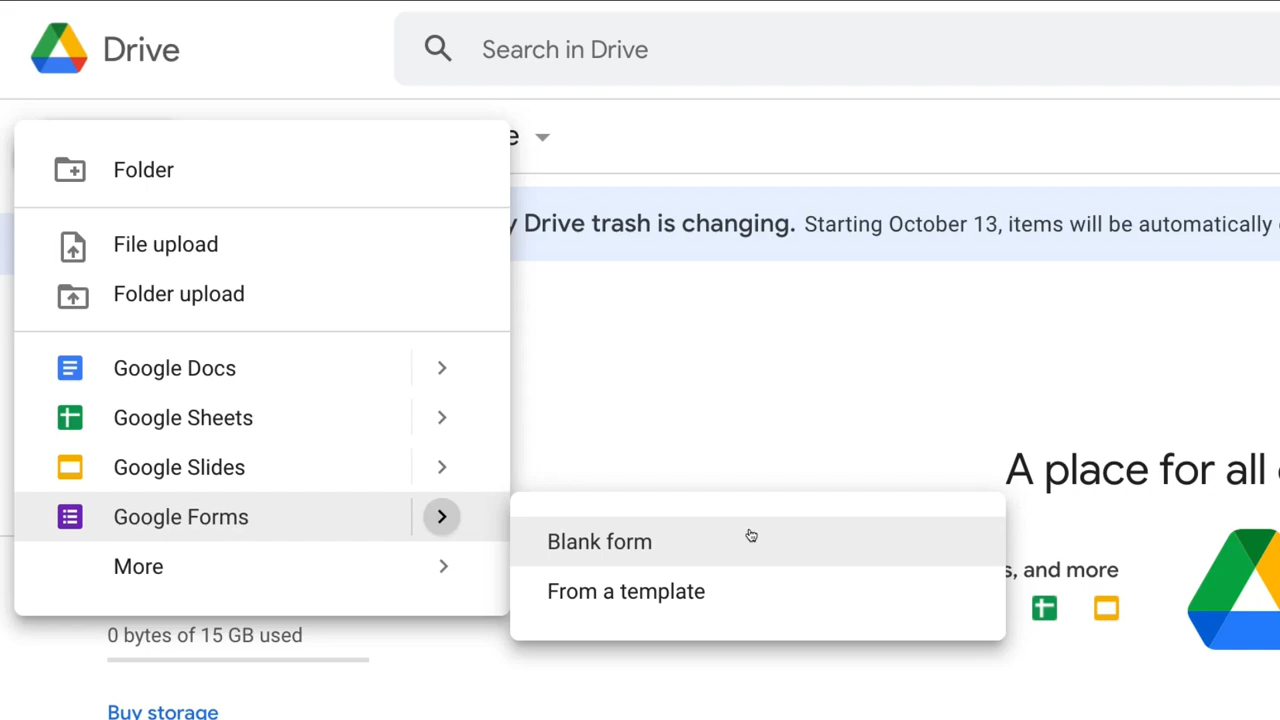 Drive
Search in Drive
Folder
Drive trash is changing. Starting October 13, items will be automatically
File upload
Folder upload
Google Docs
Google Sheets
Google Slides
Google Forms
More
Blank form
From a template
A place for all
, and more
0 bytes of 15 GB used
Buy storage